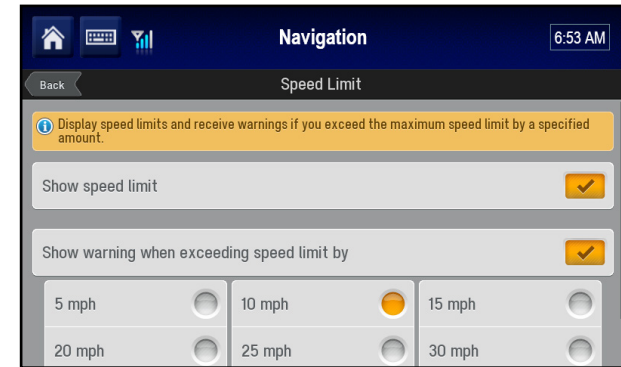 Navigation
6:53 AM
Back
Speed Limit
Display speed limits and receive warnings if you exceed the maximum speed limit by a specified
amount.
Show speed limit
Show warning when exceeding speed limit by
5 mph
10 mph
15 mph
20 mph
25 mph
30 mph